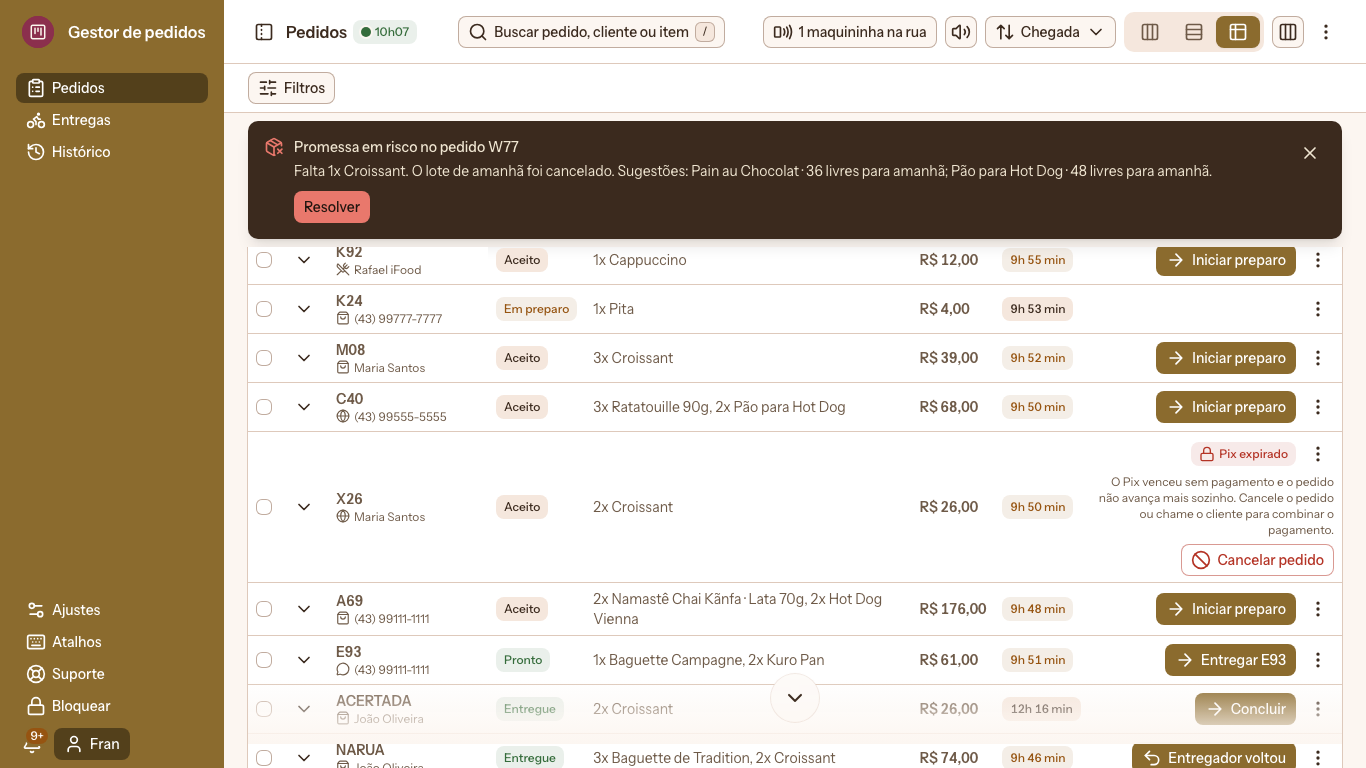 Gestor de pedidos
Pedidos
Entregas
Histórico
Ajustes
Atalhos
Suporte
Bloquear
9+
Fran
Pedidos
10h07
Buscar pedido, cliente ou item /
1 maquininha na rua
Chegada
Filtros
Promessa em risco no pedido W77
Falta 1x Croissant. O lote de amanhã foi cancelado. Sugestões: Pain au Chocolat · 36 livres para amanhã; Pão para Hot Dog · 48 livres para amanhã.
Resolver
K92
Rafael iFood
Aceito
1x Cappuccino
R$ 12,00
9h 55 min
Iniciar preparo
K24
(43) 99777-7777
Em preparo
1x Pita
R$ 4,00
9h 53 min
M08
Maria Santos
Aceito
3x Croissant
R$ 39,00
9h 52 min
Iniciar preparo
C40
(43) 99555-5555
Aceito
3x Ratatouille 90g, 2x Pão para Hot Dog
R$ 68,00
9h 50 min
Iniciar preparo
X26
Maria Santos
Aceito
2x Croissant
R$ 26,00
9h 50 min
Pix expirado
O Pix venceu sem pagamento e o pedido
não avança mais sozinho. Cancele o pedido
ou chame o cliente para combinar o
pagamento.
Cancelar pedido
A69
(43) 99111-1111
Aceito
2x Namastê Chai Kãnfa · Lata 70g, 2x Hot Dog
Vienna
R$ 176,00
9h 48 min
Iniciar preparo
E93
(43) 99111-1111
Pronto
1x Baguette Campagne, 2x Kuro Pan
R$ 61,00
9h 51 min
Entregar E93
ACERTADA
João Oliveira
Entregue
2x Croissant
R$ 26,00
12h 16 min
Concluir
NARUA
João Oliveira
Entregue
3x Baguette de Tradition, 2x Croissant
R$ 74,00
9h 46 min
Entregador voltou